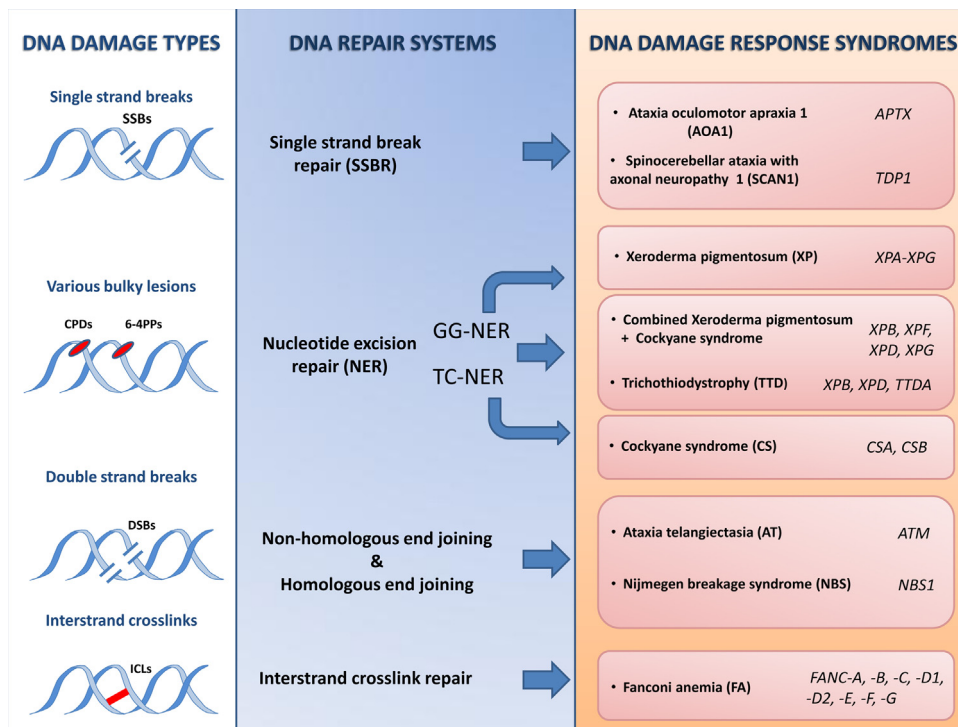 DNA DAMAGE TYPES
DNA REPAIR SYSTEMS
DNA DAMAGE RESPONSE SYNDROMES
Single strand breaks
SSBs
Single strand break
repair (SSBR)
• Ataxia oculomotor apraxia 1
(AOA1)
APTX
• Spinocerebellar ataxia with
axonal neuropathy 1 (SCAN1)
TDP1
Various bulky lesions
CPDs
6-4PPs
Nucleotide excision
repair (NER)
GG-NER
TC-NER
• Xeroderma pigmentosum (XP)
XPA-XPG
• Combined Xeroderma pigmentosum
+ Cockyane syndrome
XPB, XPF,
XPD, XPG
• Trichothiodystrophy (TTD)
XPB, XPD, TTDA
• Cockyane syndrome (CS)
CSA, CSB
Double strand breaks
DSBs
Non-homologous end joining
&
Homologous end joining
• Ataxia telangiectasia (AT)
ATM
• Nijmegen breakage syndrome (NBS)
NBS1
Interstrand crosslinks
ICLs
Interstrand crosslink repair
• Fanconi anemia (FA)
FANC-A, -B, -C, -D1,
-D2, -E, -F, -G